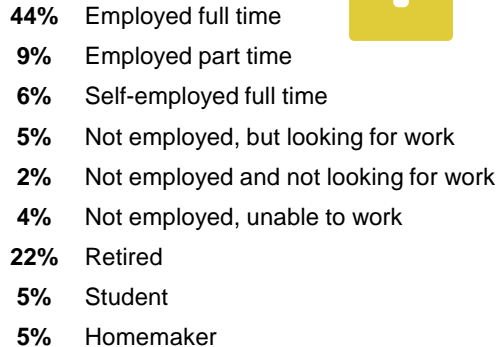 44% Employed full time
9% Employed part time
6% Self-employed full time
5% Not employed, but looking for work
2% Not employed and not looking for work
4% Not employed, unable to work
22% Retired
5% Student
5% Homemaker